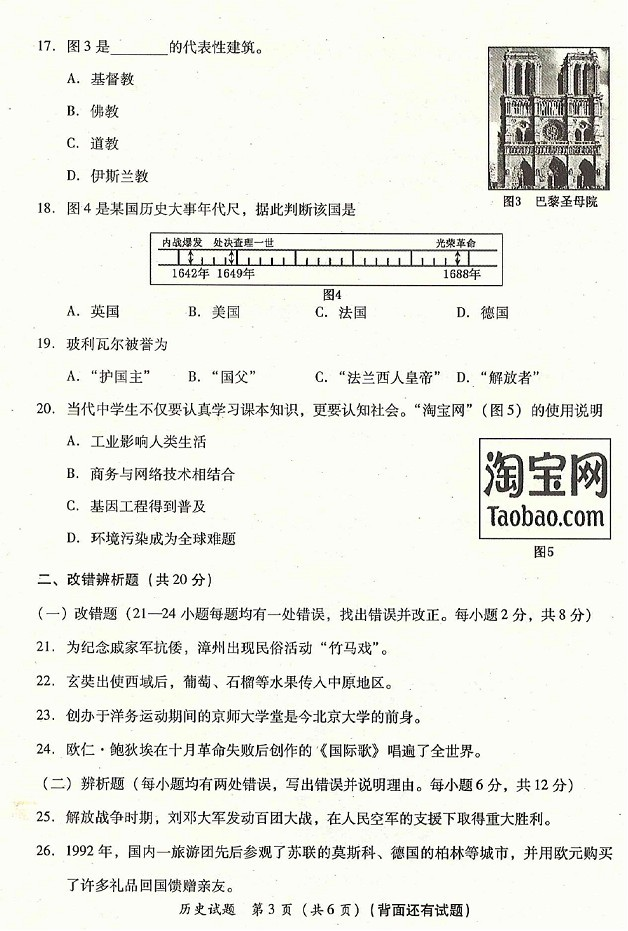 17. 图3是________的代表性建筑。
A. 基督教
B. 佛教
C. 道教
D. 伊斯兰教
图3 巴黎圣母院
18. 图4是某国历史大事年代尺，据此判断该国是
内战爆发 处决查理一世 光荣革命
1642年 1649年 1688年
图4
A. 英国 B. 美国 C. 法国 D. 德国
19. 玻利瓦尔被誉为
A. “护国主” B. “国父” C. “法兰西人皇帝” D. “解放者”
20. 当代中学生不仅要认真学习课本知识，更要认知社会。“淘宝网”（图5）的使用说明
A. 工业影响人类生活
B. 商务与网络技术相结合
C. 基因工程得到普及
D. 环境污染成为全球难题
淘宝网
Taobao.com
图5
二、改错辨析题（共20分）
（一）改错题（21—24小题每题均有一处错误，找出错误并改正。每小题2分，共8分）
21. 为纪念戚家军抗倭，漳州出现民俗活动“竹马戏”。
22. 玄奘出使西域后，葡萄、石榴等水果传入中原地区。
23. 创办于洋务运动期间的京师大学堂是今北京大学的前身。
24. 欧仁·鲍狄埃在十月革命失败后创作的《国际歌》唱遍了全世界。
（二）辨析题（每小题均有两处错误，写出错误并说明理由。每小题6分，共12分）
25. 解放战争时期，刘邓大军发动百团大战，在人民空军的支援下取得重大胜利。
26. 1992年，国内一旅游团先后参观了苏联的莫斯科、德国的柏林等城市，并用欧元购买
了许多礼品回国馈赠亲友。
历史试题 第3页（共6页）（背面还有试题）